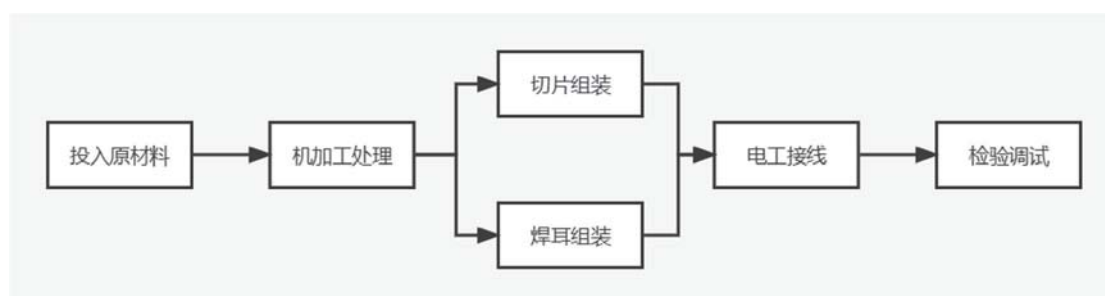 投入原材料
机加工处理
切片组装
焊耳组装
电工接线
检验调试